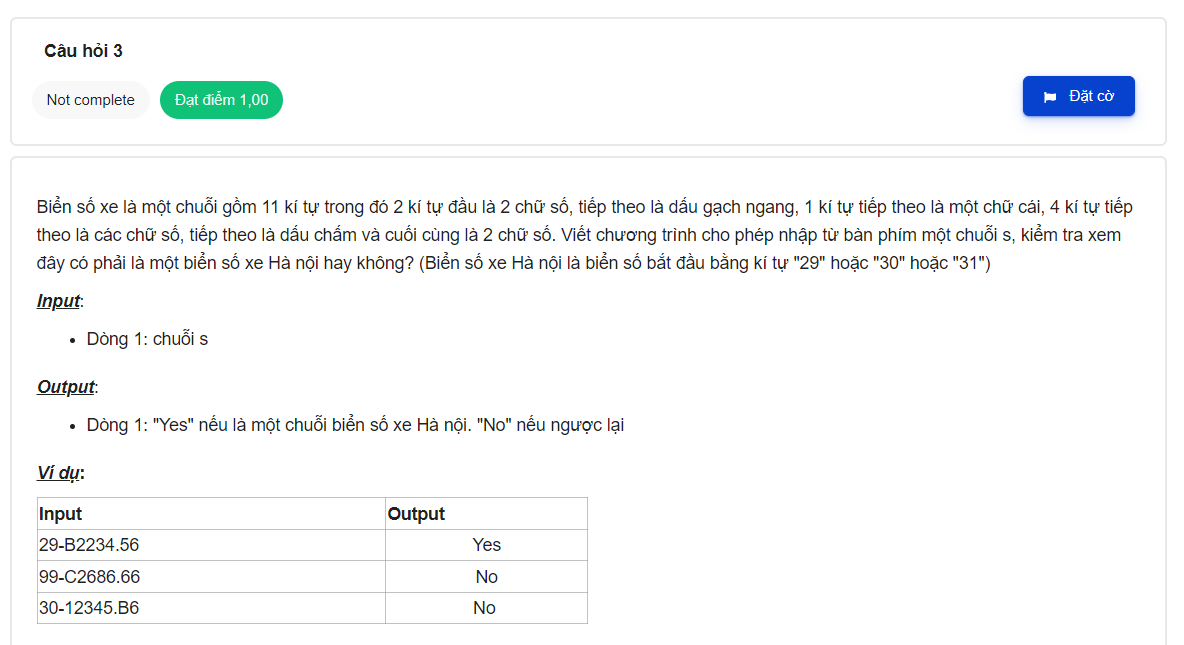 Câu hỏi 3
Not complete
Đạt điểm 1,00
Đặt cờ
Biển số xe là một chuỗi gồm 11 kí tự trong đó 2 kí tự đầu là 2 chữ số, tiếp theo là dấu gạch ngang, 1 kí tự tiếp theo là một chữ cái, 4 kí tự tiếp
theo là các chữ số, tiếp theo là dấu chấm và cuối cùng là 2 chữ số. Viết chương trình cho phép nhập từ bàn phím một chuỗi s, kiểm tra xem
đây có phải là một biển số xe Hà nội hay không? (Biển số xe Hà nội là biển số bắt đầu bằng kí tự "29" hoặc "30" hoặc "31")
Input:
• Dòng 1: chuỗi s
Output:
• Dòng 1: "Yes" nếu là một chuỗi biển số xe Hà nội. "No" nếu ngược lại
Ví dụ:
Input Output
29-B2234.56 Yes
99-C2686.66 No
30-12345.B6 No